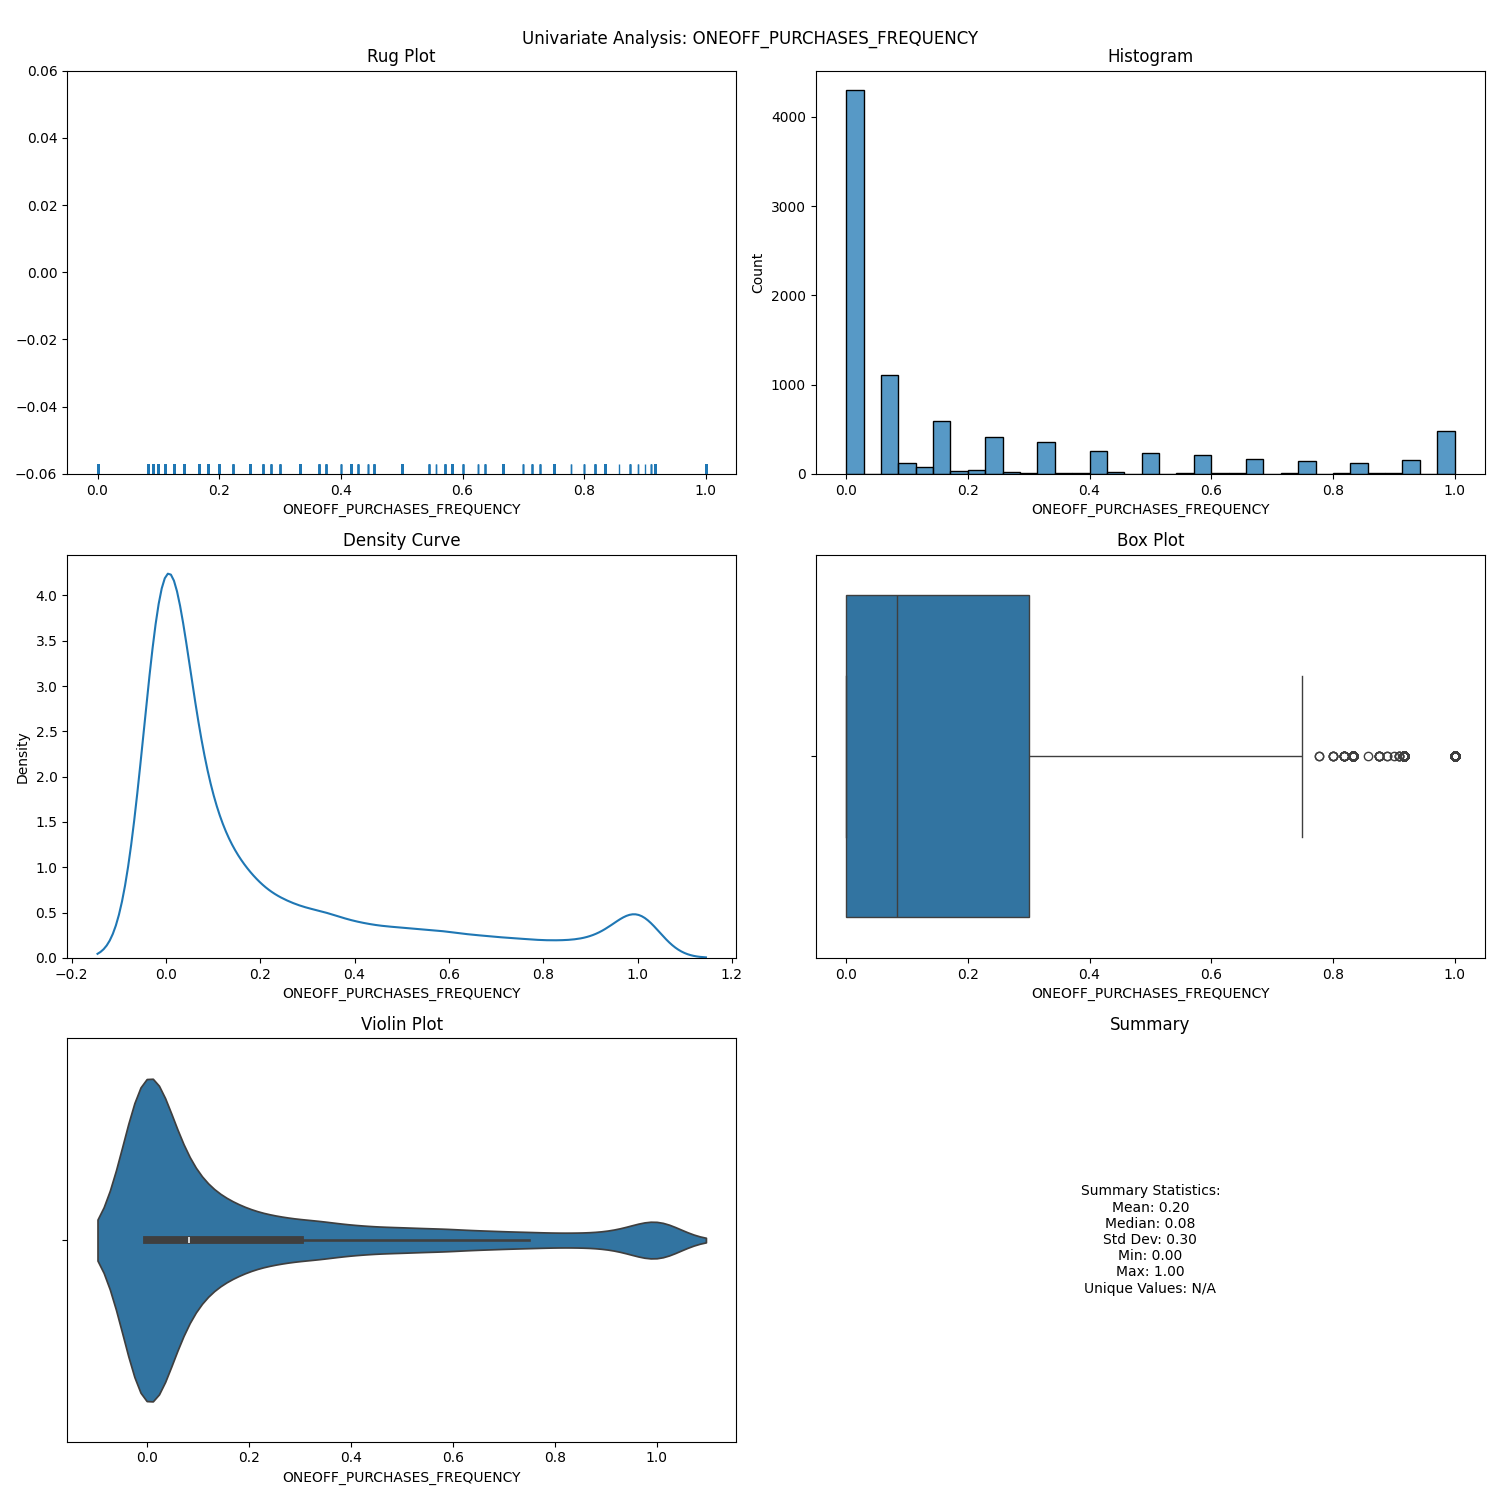 Univariate Analysis: ONEOFF_PURCHASES_FREQUENCY
Rug Plot
0.06
0.04
0.02
0.00
−0.02
−0.04
−0.06
0.0 0.2 0.4 0.6 0.8 1.0
ONEOFF_PURCHASES_FREQUENCY
Histogram
Count
4000
3000
2000
1000
0
0.0 0.2 0.4 0.6 0.8 1.0
ONEOFF_PURCHASES_FREQUENCY
Density Curve
Density
4.0
3.5
3.0
2.5
2.0
1.5
1.0
0.5
0.0
−0.2 0.0 0.2 0.4 0.6 0.8 1.0 1.2
ONEOFF_PURCHASES_FREQUENCY
Box Plot
0.0 0.2 0.4 0.6 0.8 1.0
ONEOFF_PURCHASES_FREQUENCY
Violin Plot
0.0 0.2 0.4 0.6 0.8 1.0
ONEOFF_PURCHASES_FREQUENCY
Summary
Summary Statistics:
Mean: 0.20
Median: 0.08
Std Dev: 0.30
Min: 0.00
Max: 1.00
Unique Values: N/A